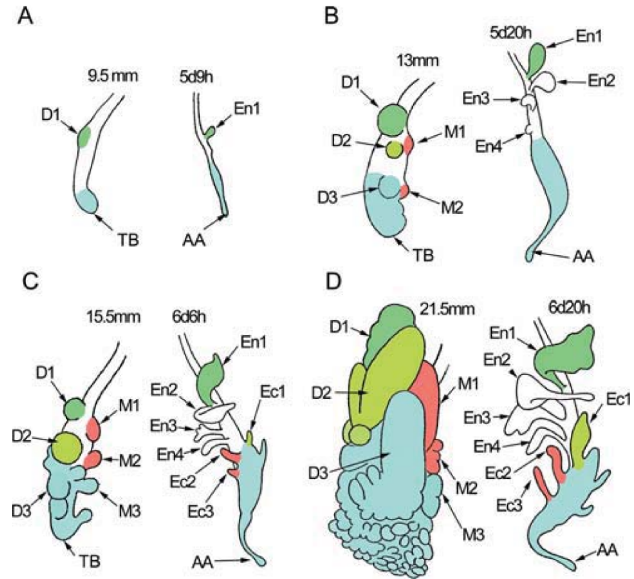 A
9.5 mm
5d9h
D1
En1
TB
AA
B
13mm
5d20h
D1
En1
En2
D2
M1
En3
En4
D3
M2
TB
AA
C
15.5mm
6d6h
D1
En1
M1
En2
Ec1
D2
En3
M2
En4
Ec2
D3
M3
Ec3
TB
AA
D
21.5mm
6d20h
D1
En1
M1
En2
Ec1
D2
En3
En4
D3
M2
Ec2
M3
Ec3
AA